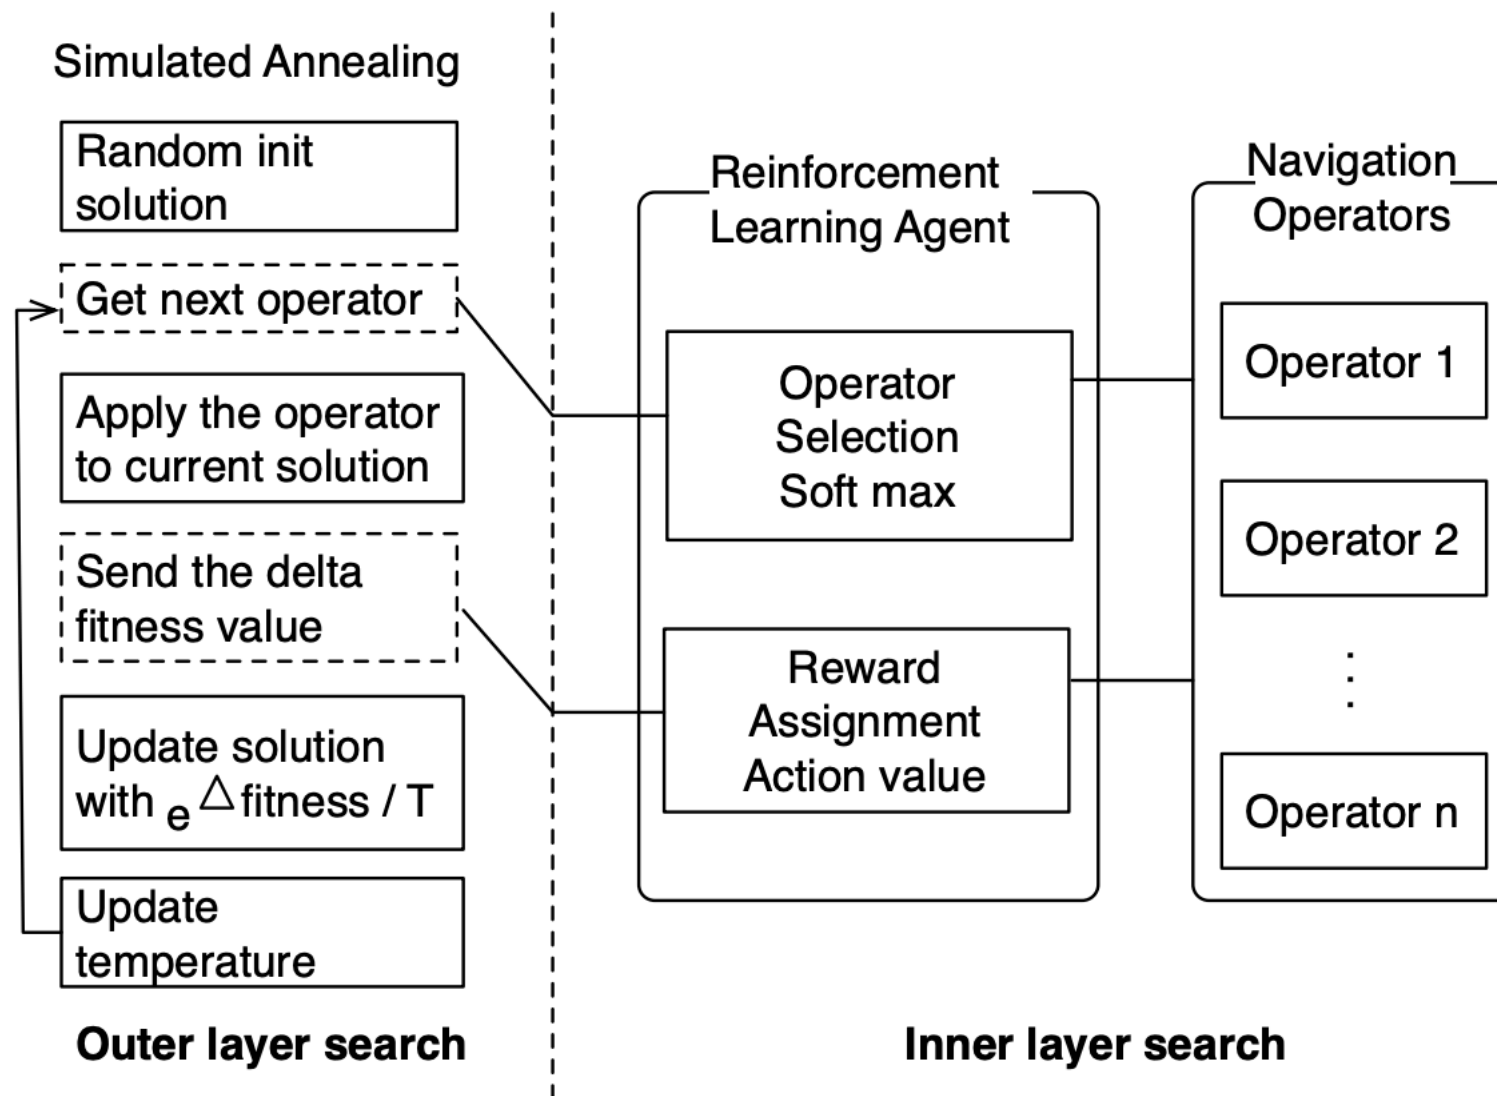 Simulated Annealing
Random init
solution
Get next operator
Apply the operator
to current solution
Send the delta
fitness value
Update solution
with e △ fitness / T
Update
temperature
Outer layer search
Reinforcement
Learning Agent
Operator
Selection
Soft max
Reward
Assignment
Action value
Navigation
Operators
Operator 1
Operator 2
Operator n
Inner layer search